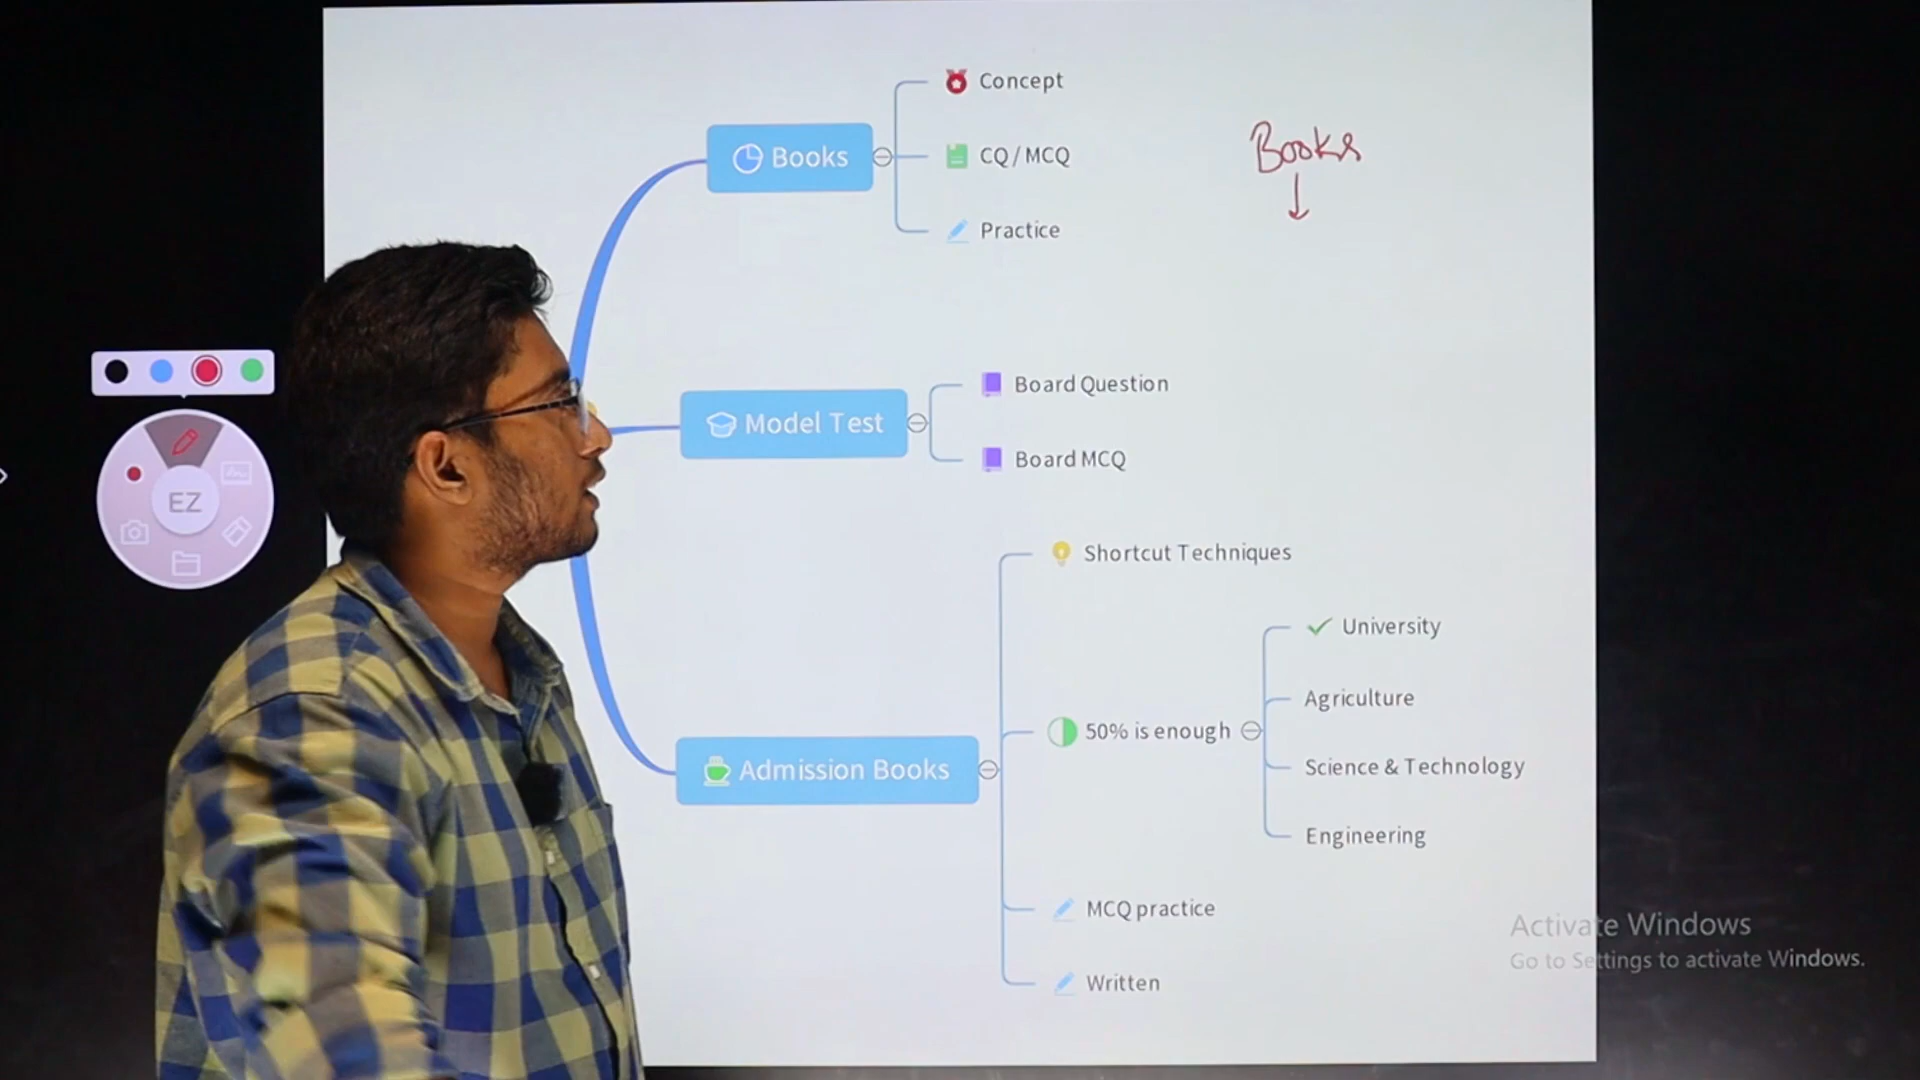 Concept
Books
CQ / MCQ
Practice
Books
Model Test
Board Question
Board MCQ
Shortcut Techniques
University
Agriculture
50% is enough
Admission Books
Science & Technology
Engineering
MCQ practice
Written
EZ
Activate Windows
Go to Settings to activate Windows.